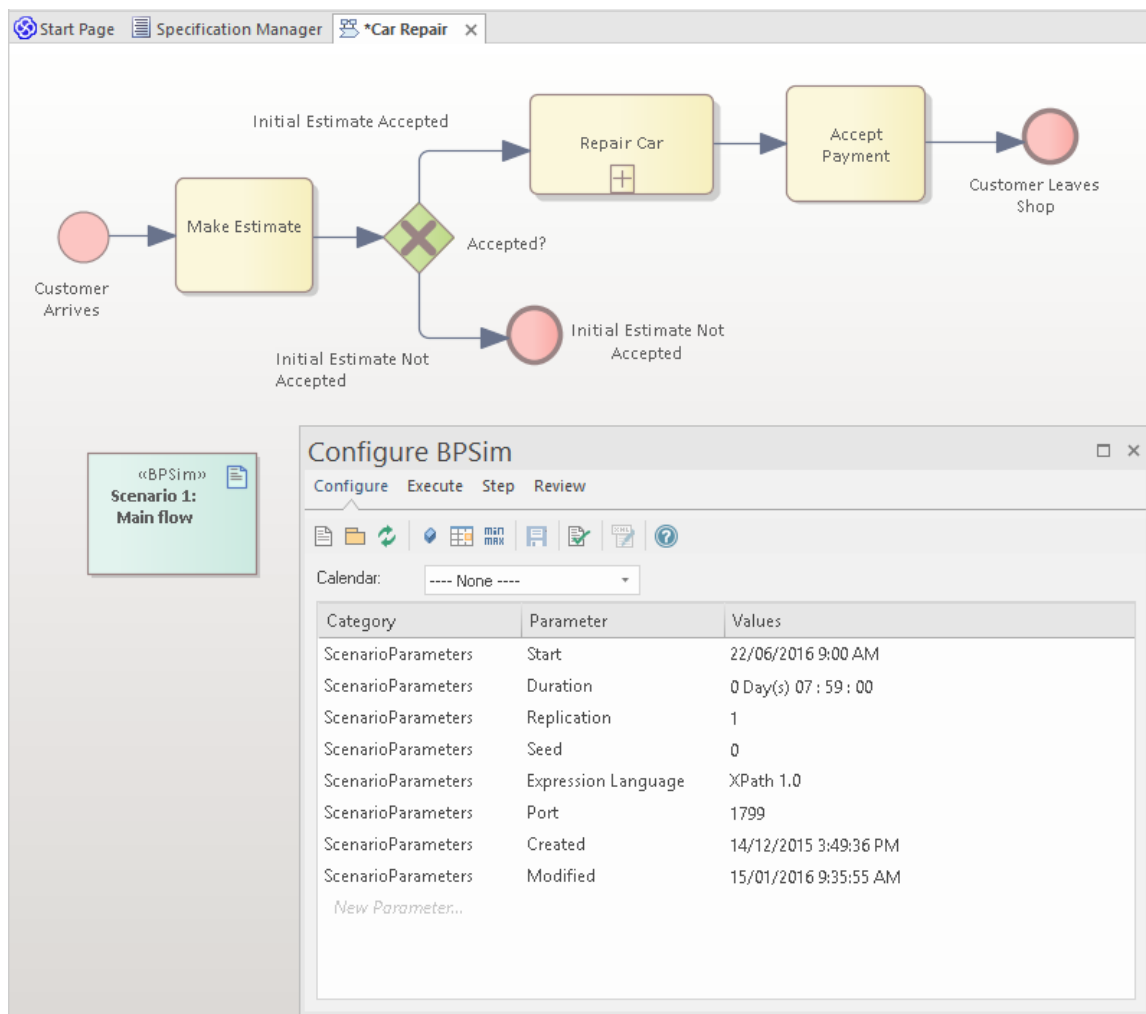 Start Page Specification Manager *Car Repair
Initial Estimate Accepted
Repair Car
Accept
Payment
Customer Leaves
Shop
Make Estimate
Accepted?
Customer
Arrives
Initial Estimate Not
Accepted
Initial Estimate Not
Accepted
«BPSim»
Scenario 1:
Main flow
Configure BPSim
Configure Execute Step Review
min
max
XML
Calendar: ---- None ----
Category Parameter Values
ScenarioParameters Start 22/06/2016 9:00 AM
ScenarioParameters Duration 0 Day(s) 07 : 59 : 00
ScenarioParameters Replication 1
ScenarioParameters Seed 0
ScenarioParameters Expression Language XPath 1.0
ScenarioParameters Port 1799
ScenarioParameters Created 14/12/2015 3:49:36 PM
ScenarioParameters Modified 15/01/2016 9:35:55 AM
New Parameter...